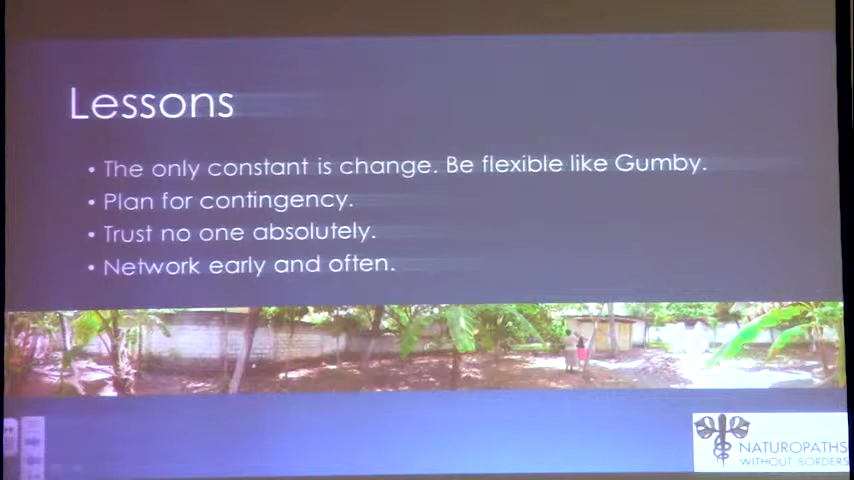 Lessons
• The only constant is change. Be flexible like Gumby.
• Plan for contingency.
• Trust no one absolutely.
• Network early and often.
NATUROPATHS
WITHOUT BORDERS